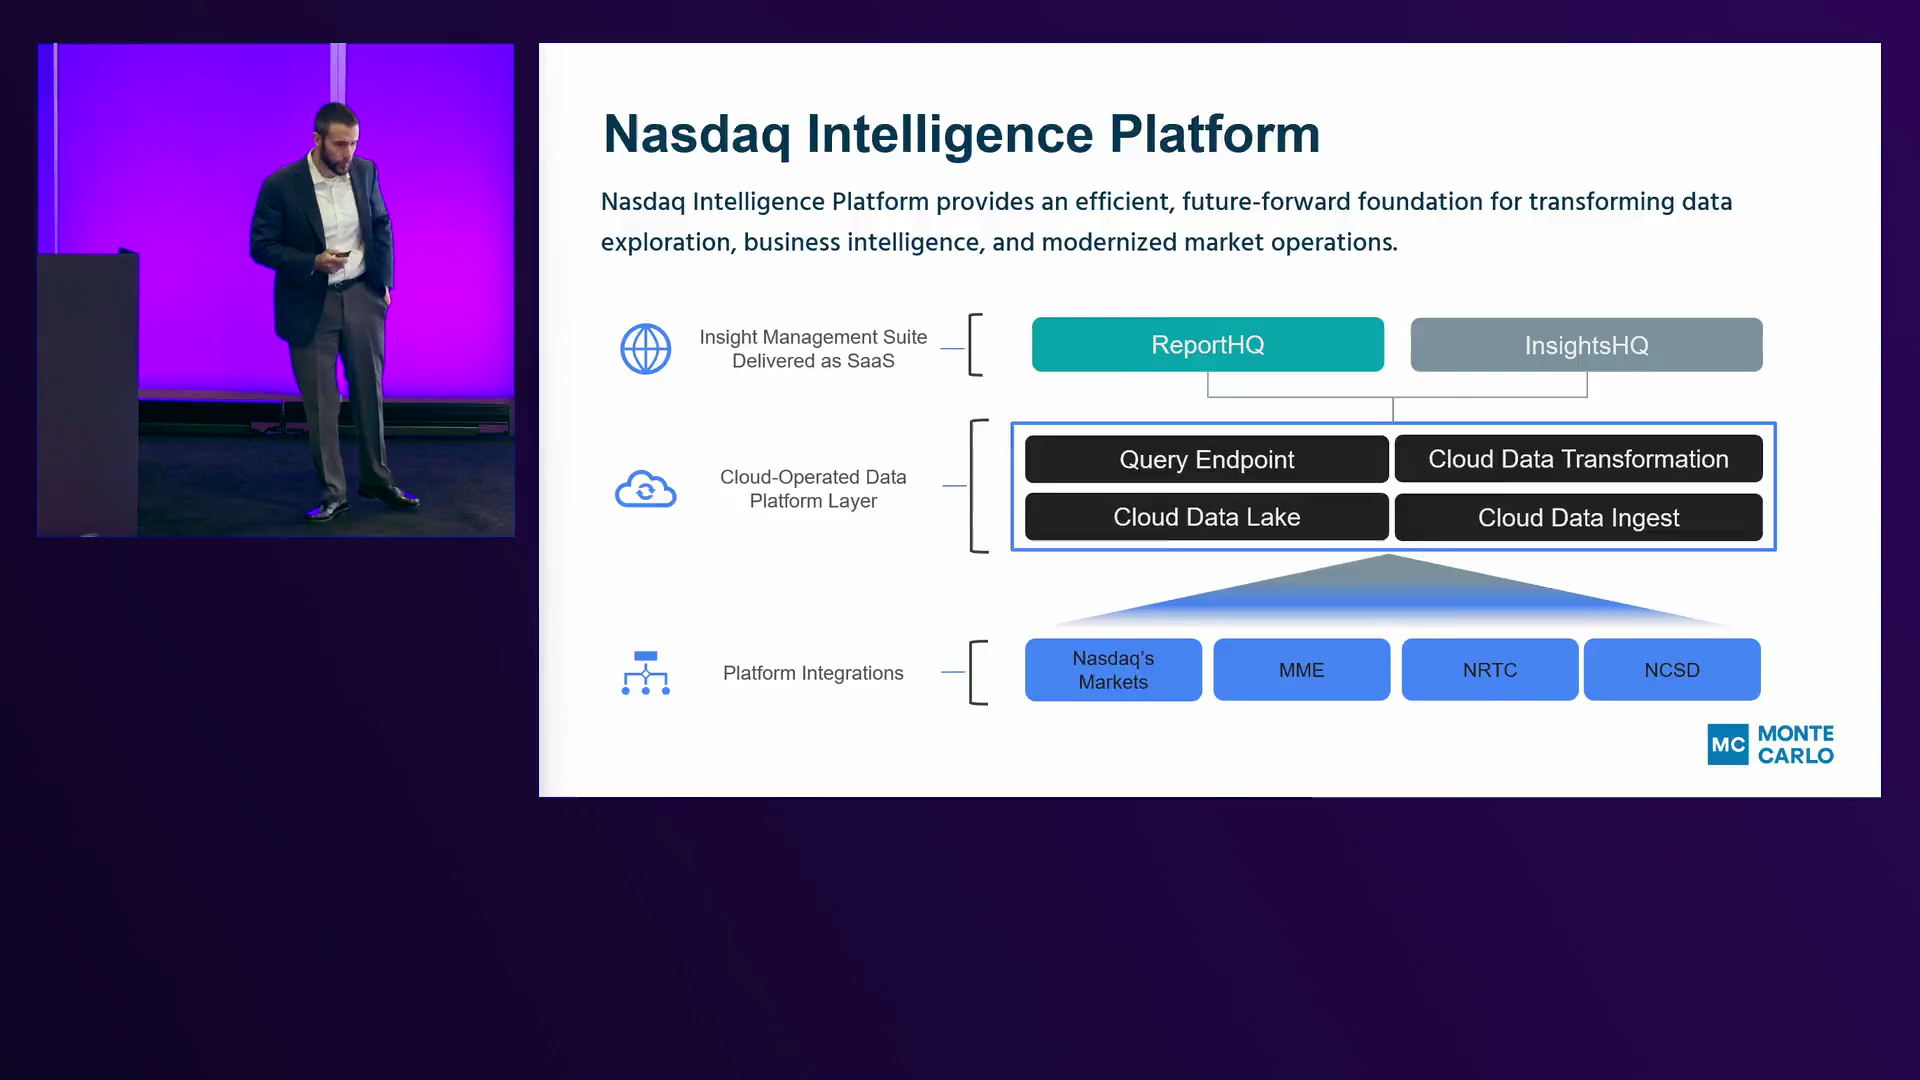 Nasdaq Intelligence Platform
Nasdaq Intelligence Platform provides an efficient, future-forward foundation for transforming data
exploration, business intelligence, and modernized market operations.
Insight Management Suite
Delivered as SaaS
ReportHQ
InsightsHQ
Cloud-Operated Data
Platform Layer
Query Endpoint
Cloud Data Transformation
Cloud Data Lake
Cloud Data Ingest
Platform Integrations
Nasdaq's
Markets
MME
NRTC
NCSD
MC
MONTE
CARLO